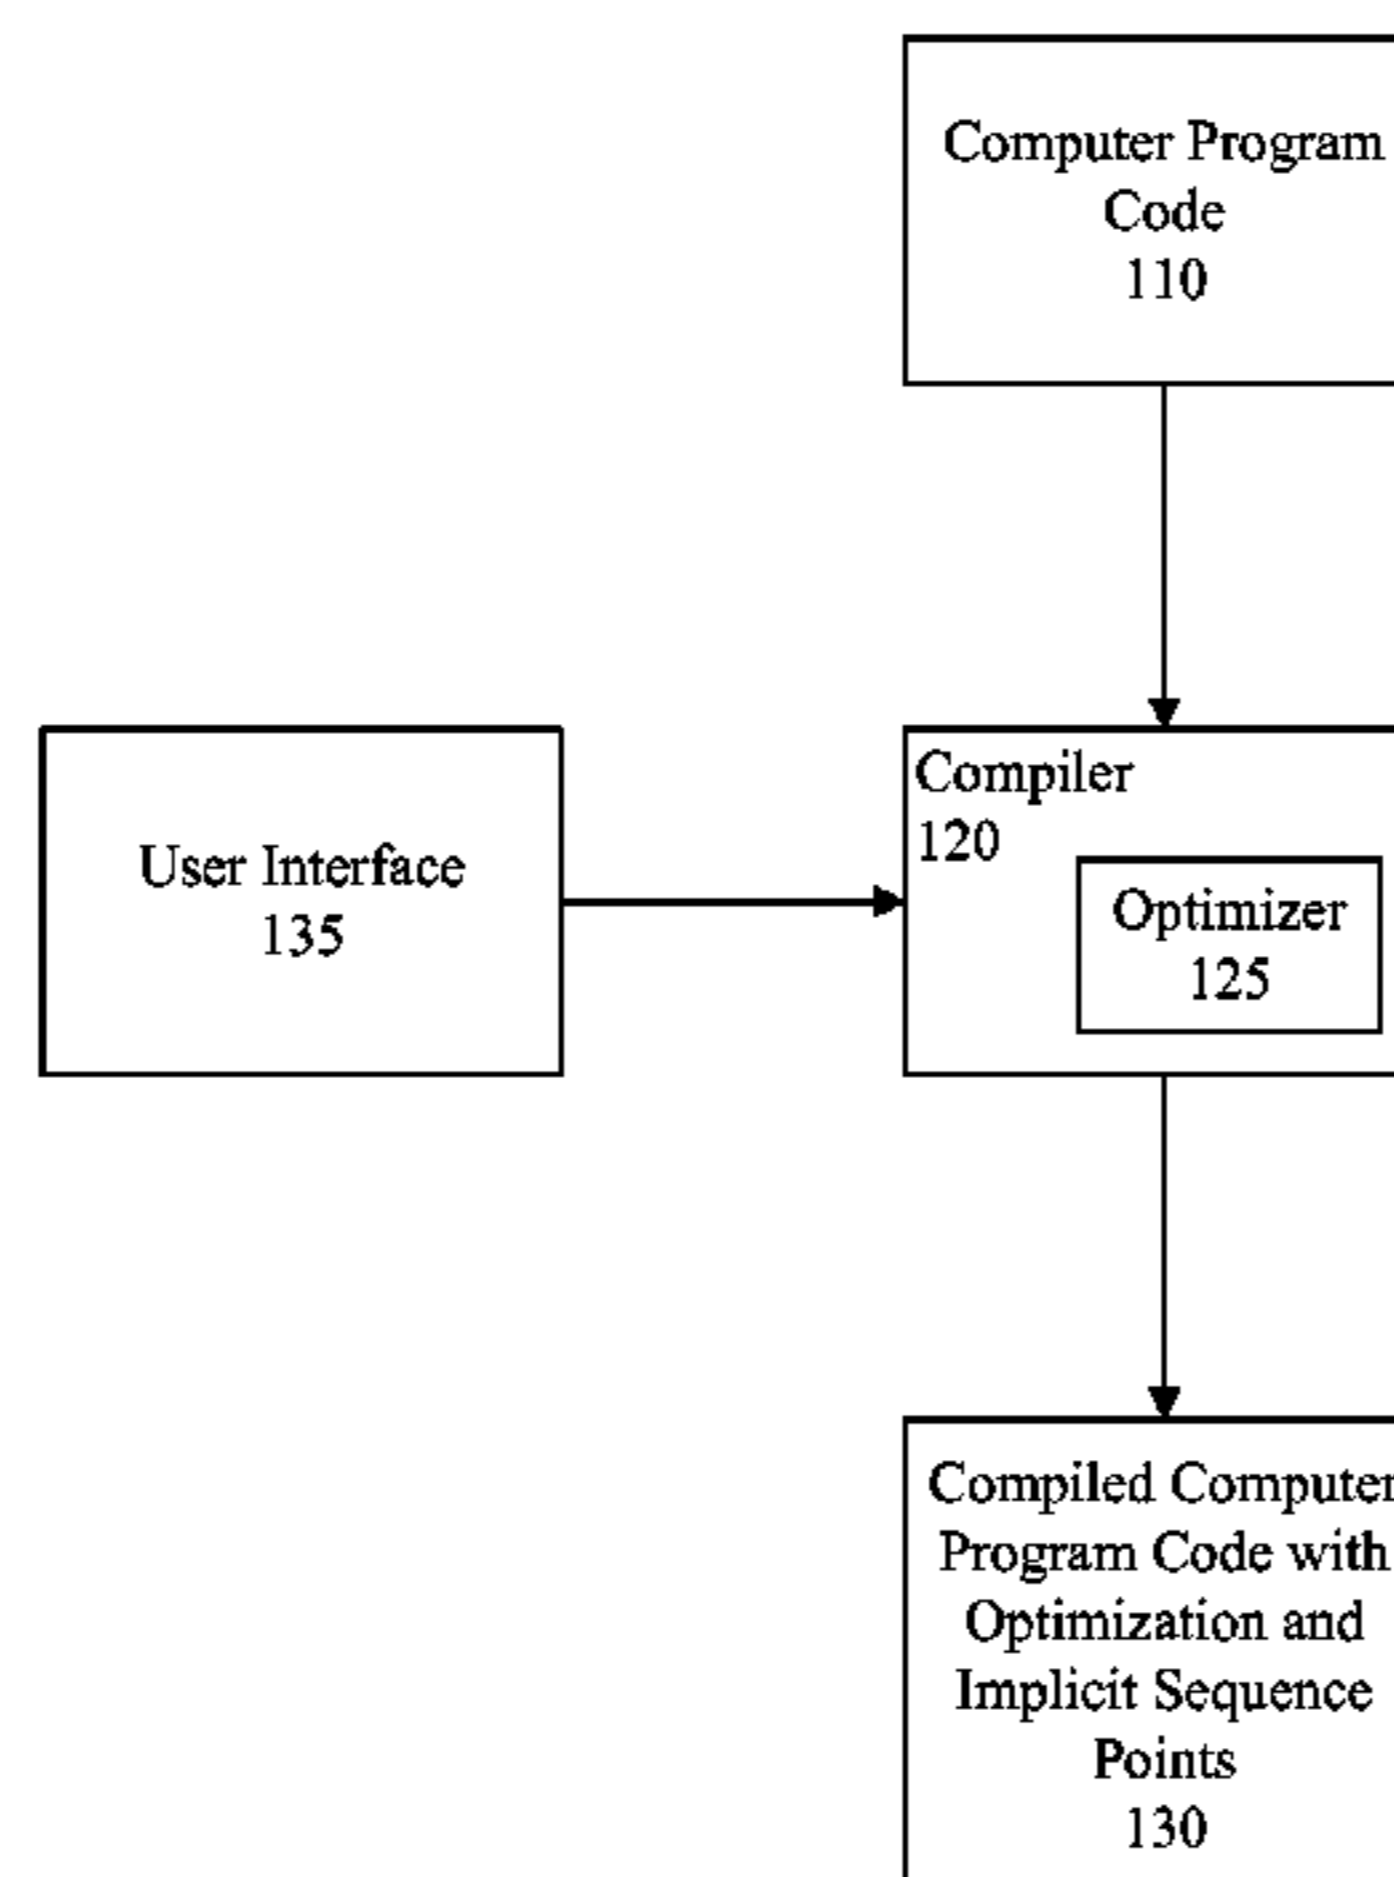 Computer Program
Code
110
Compiler
120
User Interface
135
Optimizer
125
Compiled Computer
Program Code with
Optimization and
Implicit Sequence
Points
130